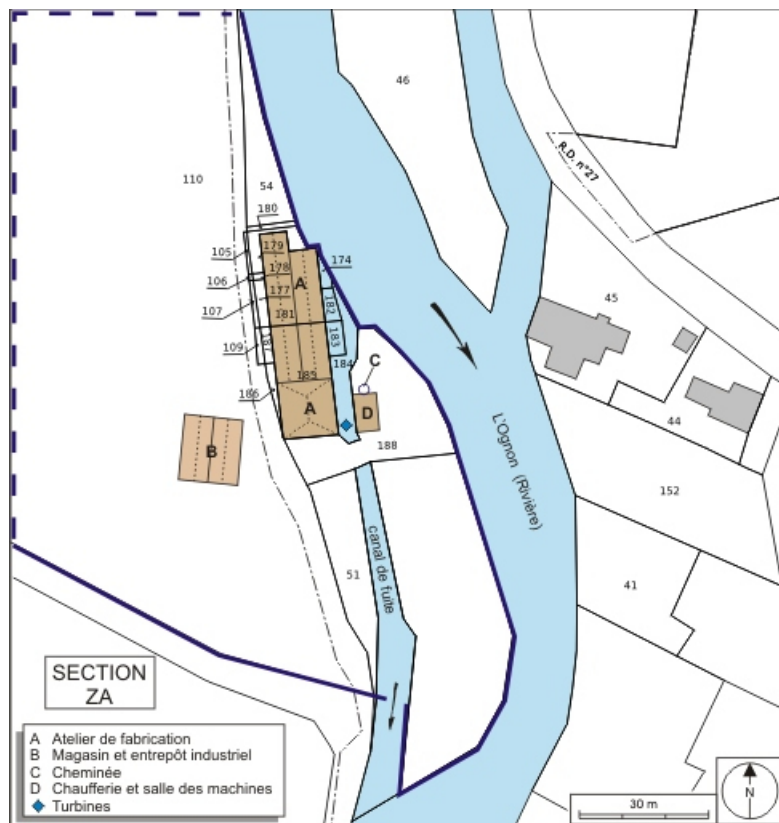 46
R.D. n°27
110
54
180
105
179
174
106
178
A
177
182
107
181
45
183
109
187
184
C
185
186
A
D
44
188
B
L'Ognon (Rivière)
152
canal de fuite
51
41
SECTION
ZA
A Atelier de fabrication
B Magasin et entrepôt industriel
C Cheminée
D Chaufferie et salle des machines
Turbines
30 m
N